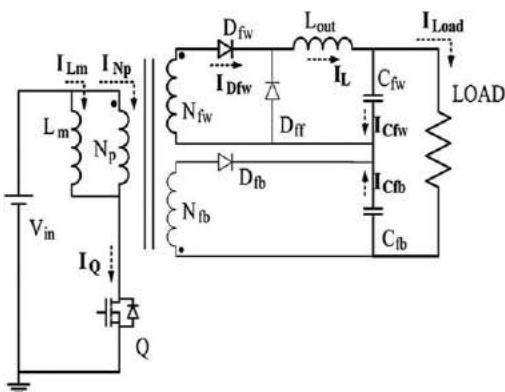 D_fw
L_out
I_Load
I_Lm
I_Np
I_Dfw
I_L
C_fw
LOAD
L_m
N_p
N_fw
D_ff
I_Cfw
D_fb
I_Cfb
N_fb
V_in
C_fb
I_Q
Q